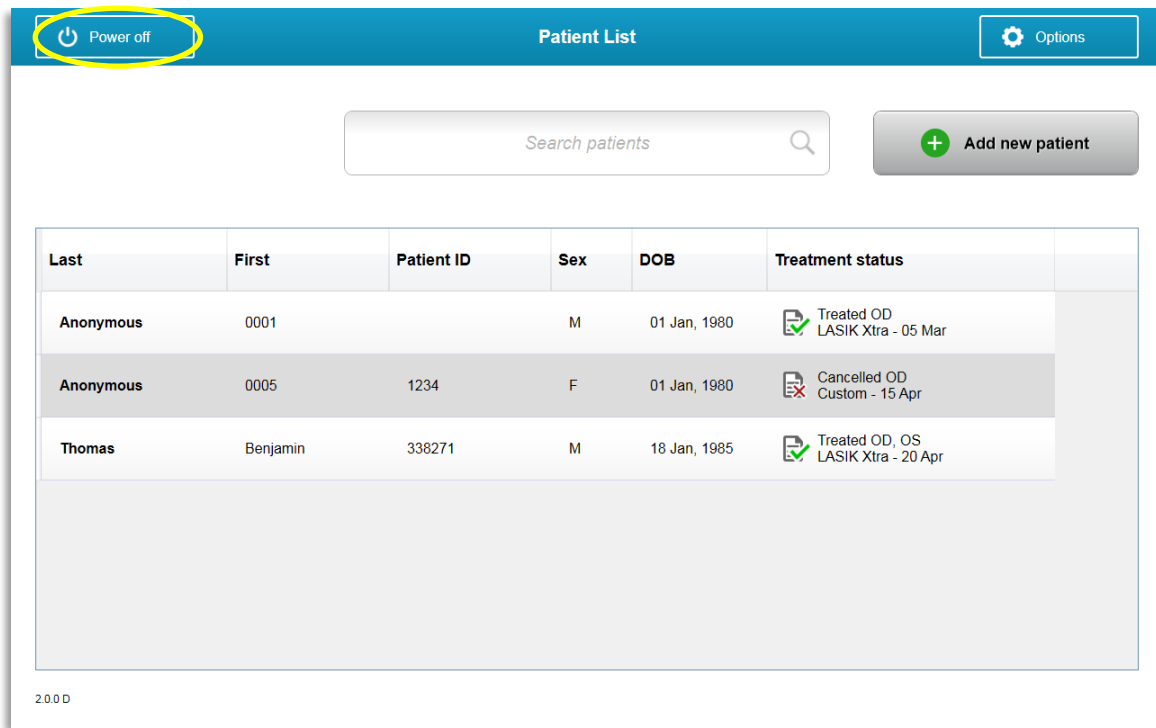 Power off
Patient List
Options
Search patients
Add new patient
Last First Patient ID Sex DOB Treatment status
Anonymous 0001 M 01 Jan, 1980 Treated OD
LASIK Xtra - 05 Mar
Anonymous 0005 1234 F 01 Jan, 1980 Cancelled OD
Custom - 15 Apr
Thomas Benjamin 338271 M 18 Jan, 1985 Treated OD, OS
LASIK Xtra - 20 Apr
2.0.0 D